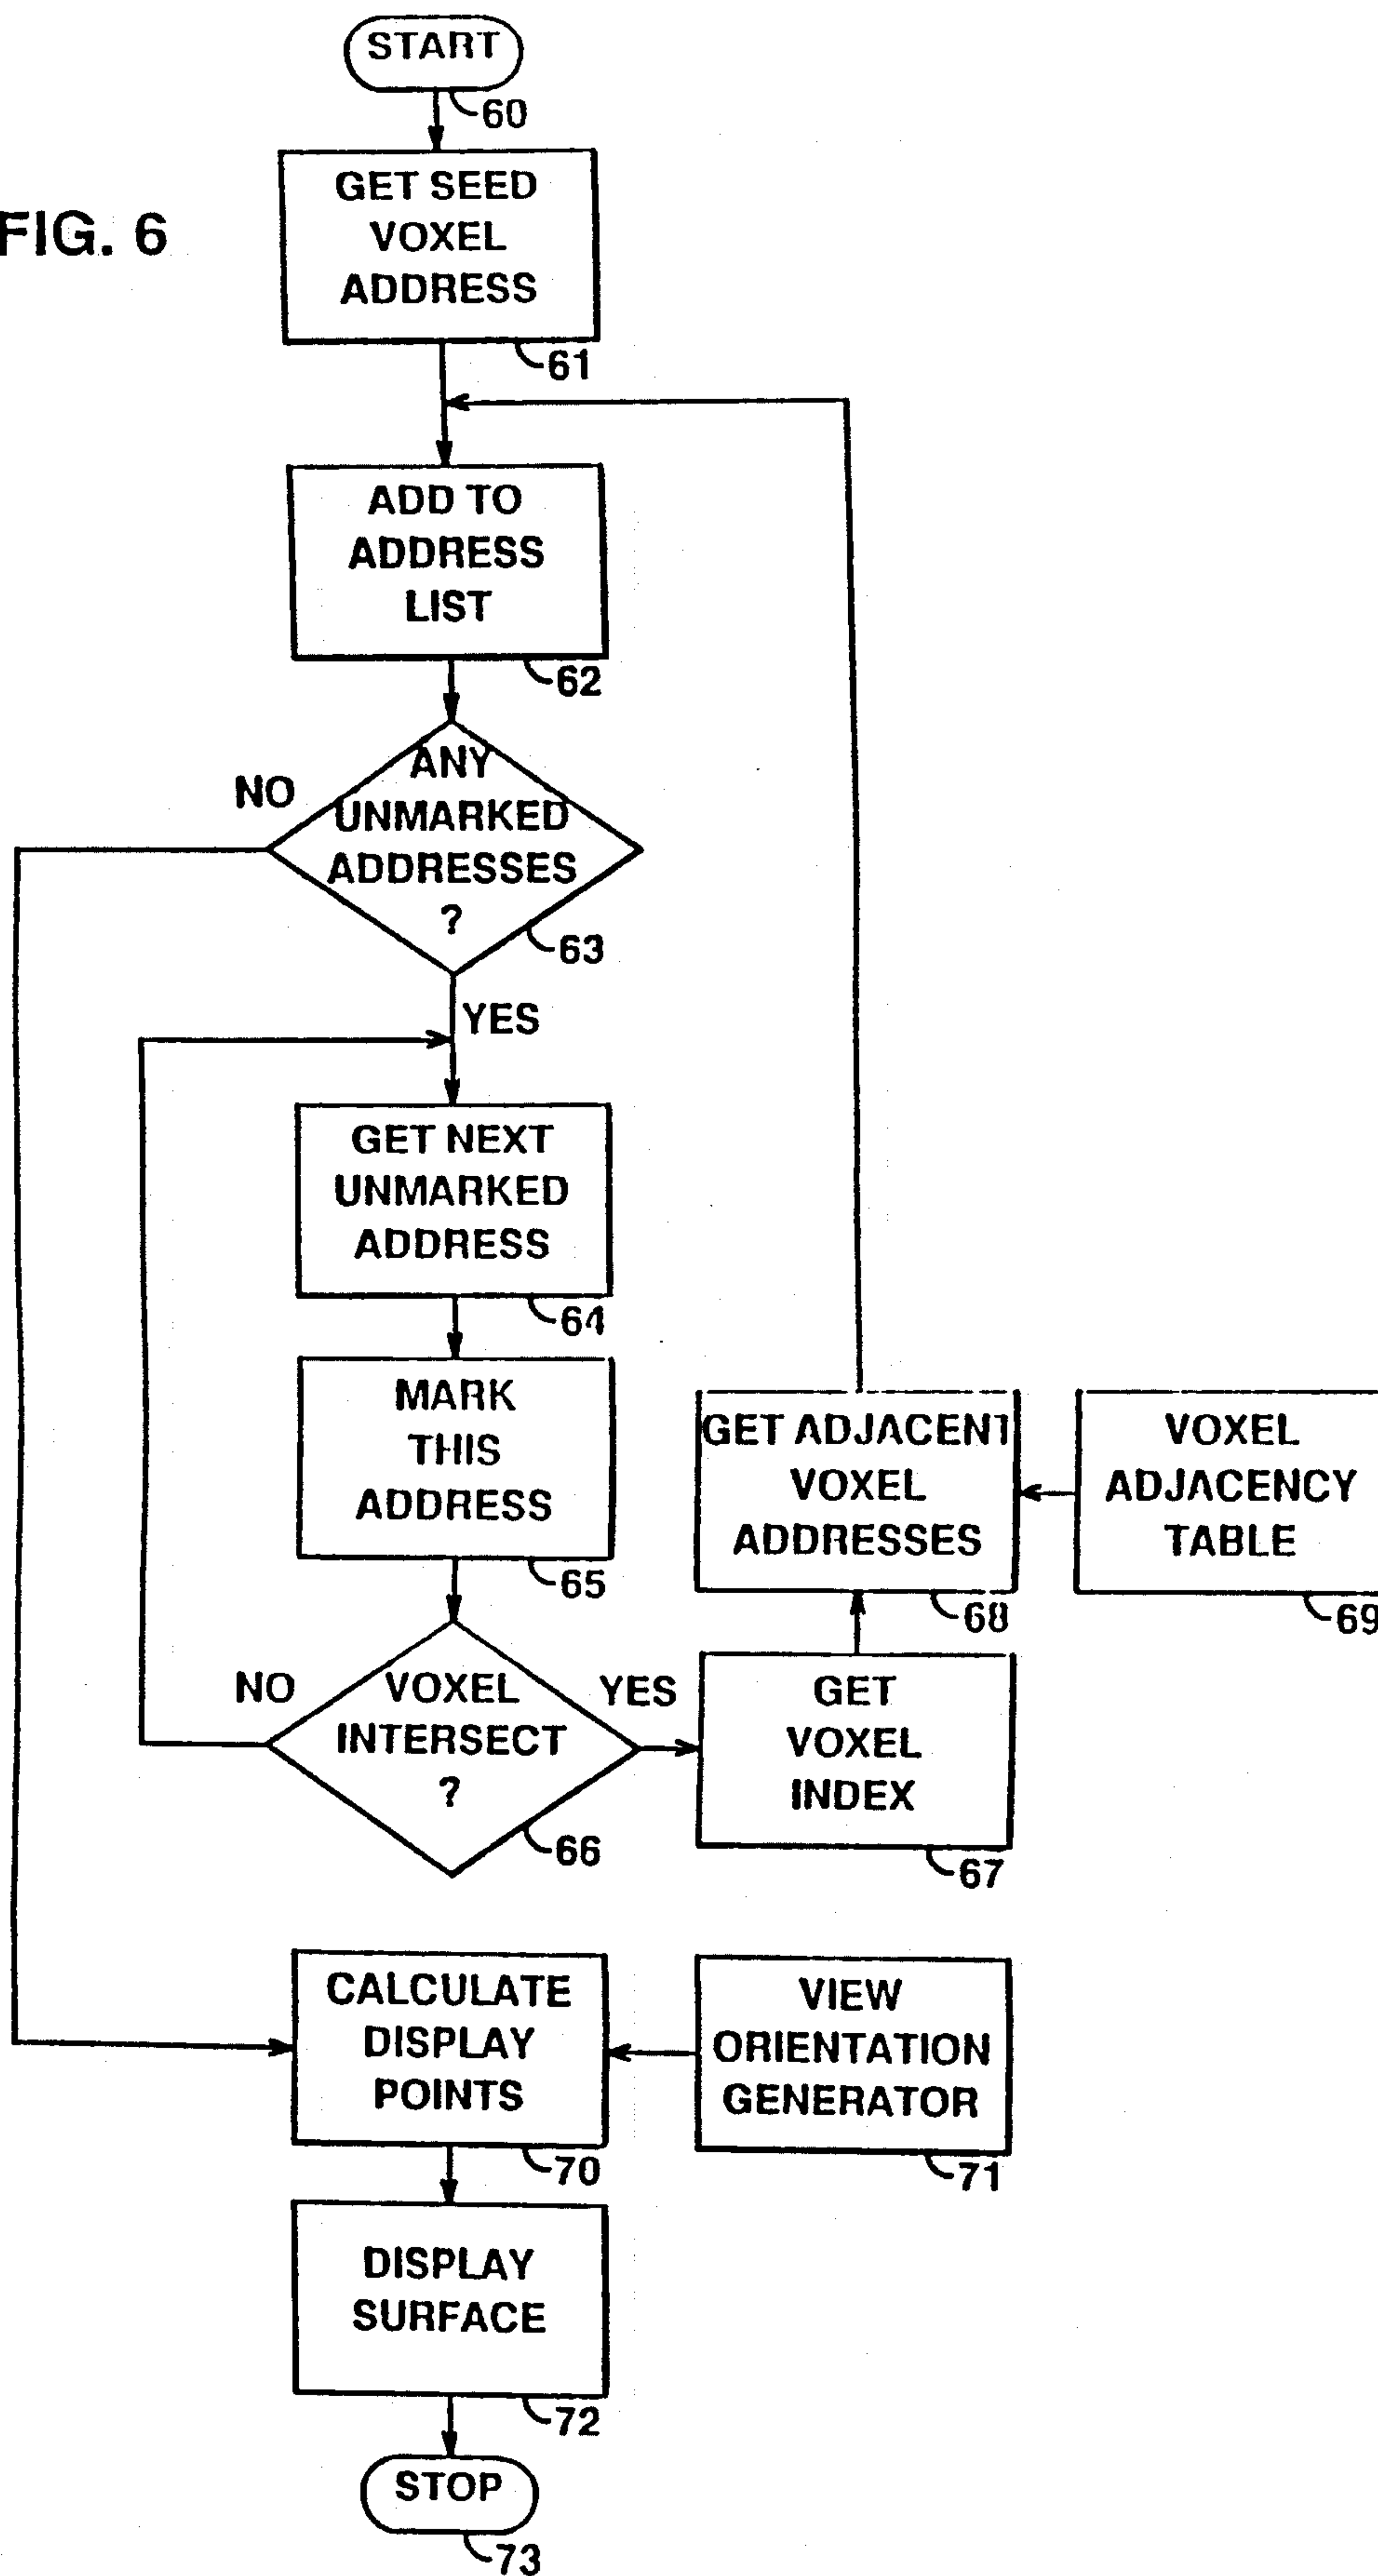 START
60
FIG. 6
GET SEED
VOXEL
ADDRESS
61
ADD TO
ADDRESS
LIST
62
NO
ANY
UNMARKED
ADDRESSES
?
63
YES
GET NEXT
UNMARKED
ADDRESS
64
MARK
THIS
ADDRESS
65
GET ADJACENT
VOXEL
ADDRESSES
68
VOXEL
ADJACENCY
TABLE
69
NO
VOXEL
INTERSECT
?
66
YES
GET
VOXEL
INDEX
67
CALCULATE
DISPLAY
POINTS
70
VIEW
ORIENTATION
GENERATOR
71
DISPLAY
SURFACE
72
STOP
73